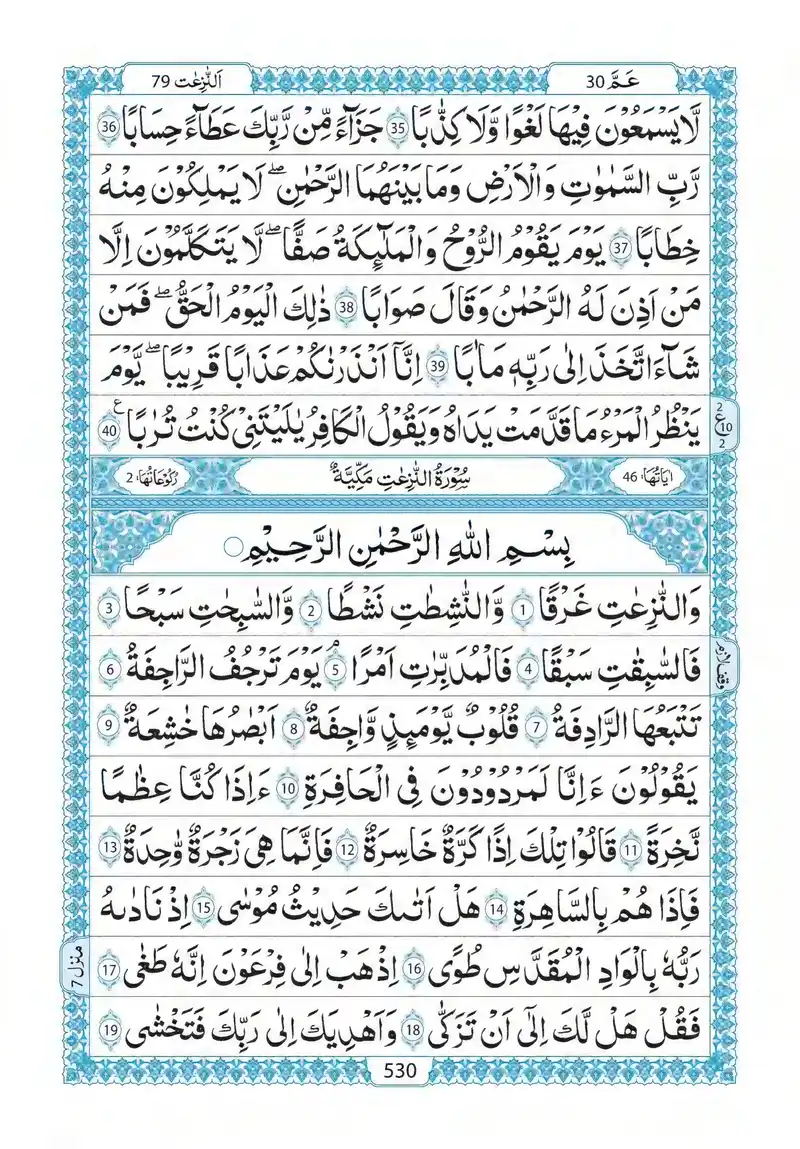 عَمَّ 30
اَلنّٰزِعٰت 79
لَّا يَسْمَعُوْنَ فِيْهَا لَغْوًا وَّلَا كِذّٰبًا 35 جَزَآءً مِّنْ رَّبِّكَ عَطَآءً حِسَابًا 36
رَّبِّ السَّمٰوٰتِ وَالْاَرْضِ وَمَا بَيْنَهُمَا الرَّحْمٰنِ ۖ لَا يَمْلِكُوْنَ مِنْهُ
خِطَابًا 37 يَوْمَ يَقُوْمُ الرُّوْحُ وَالْمَلٰٓئِكَةُ صَفًّا ۖ لَّا يَتَكَلَّمُوْنَ اِلَّا
مَنْ اَذِنَ لَهُ الرَّحْمٰنُ وَقَالَ صَوَابًا 38 ذٰلِكَ الْيَوْمُ الْحَقُّ ۖ فَمَنْ
شَآءَ اتَّخَذَ اِلٰى رَبِّهٖ مَاٰبًا 39 اِنَّآ اَنْذَرْنٰكُمْ عَذَابًا قَرِيْبًا ۖ يَّوْمَ
يَنْظُرُ الْمَرْءُ مَا قَدَّمَتْ يَدَاهُ وَيَقُوْلُ الْكَافِرُ يٰلَيْتَنِيْ كُنْتُ تُرٰبًا ع 40
2 ع 10 2
اٰيَاتُهَا: 46 سُوْرَةُ النّٰزِعٰتِ مَكِّيَّةٌ رُكُوْعَاتُهَا: 2
بِسْمِ اللّٰهِ الرَّحْمٰنِ الرَّحِيْمِ
وَالنّٰزِعٰتِ غَرْقًا 1 وَّالنّٰشِطٰتِ نَشْطًا 2 وَّالسّٰبِحٰتِ سَبْحًا 3
فَالسّٰبِقٰتِ سَبْقًا 4 فَالْمُدَبِّرٰتِ اَمْرًا ۘ 5 يَوْمَ تَرْجُفُ الرَّاجِفَةُ 6
وقف لازم
تَتْبَعُهَا الرَّادِفَةُ 7 قُلُوْبٌ يَّوْمَئِذٍ وَّاجِفَةٌ 8 اَبْصَارُهَا خٰشِعَةٌ 9
يَقُوْلُوْنَ ءَاِنَّا لَمَرْدُوْدُوْنَ فِى الْحَافِرَةِ 10 ءَاِذَا كُنَّا عِظٰمًا
نَّخِرَةً 11 قَالُوْا تِلْكَ اِذًا كَرَّةٌ خَاسِرَةٌ 12 فَاِنَّمَا هِىَ زَجْرَةٌ وّٰحِدَةٌ 13
فَاِذَا هُمْ بِالسَّاهِرَةِ 14 هَلْ اَتٰىكَ حَدِيْثُ مُوْسٰى 15 اِذْ نَادٰىهُ
رَبُّهٗ بِالْوَادِ الْمُقَدَّسِ طُوًى 16 اِذْهَبْ اِلٰى فِرْعَوْنَ اِنَّهٗ طَغٰى 17
منزل 7
فَقُلْ هَلْ لَّكَ اِلٰٓى اَنْ تَزَكّٰى 18 وَاَهْدِيَكَ اِلٰى رَبِّكَ فَتَخْشٰى 19
530